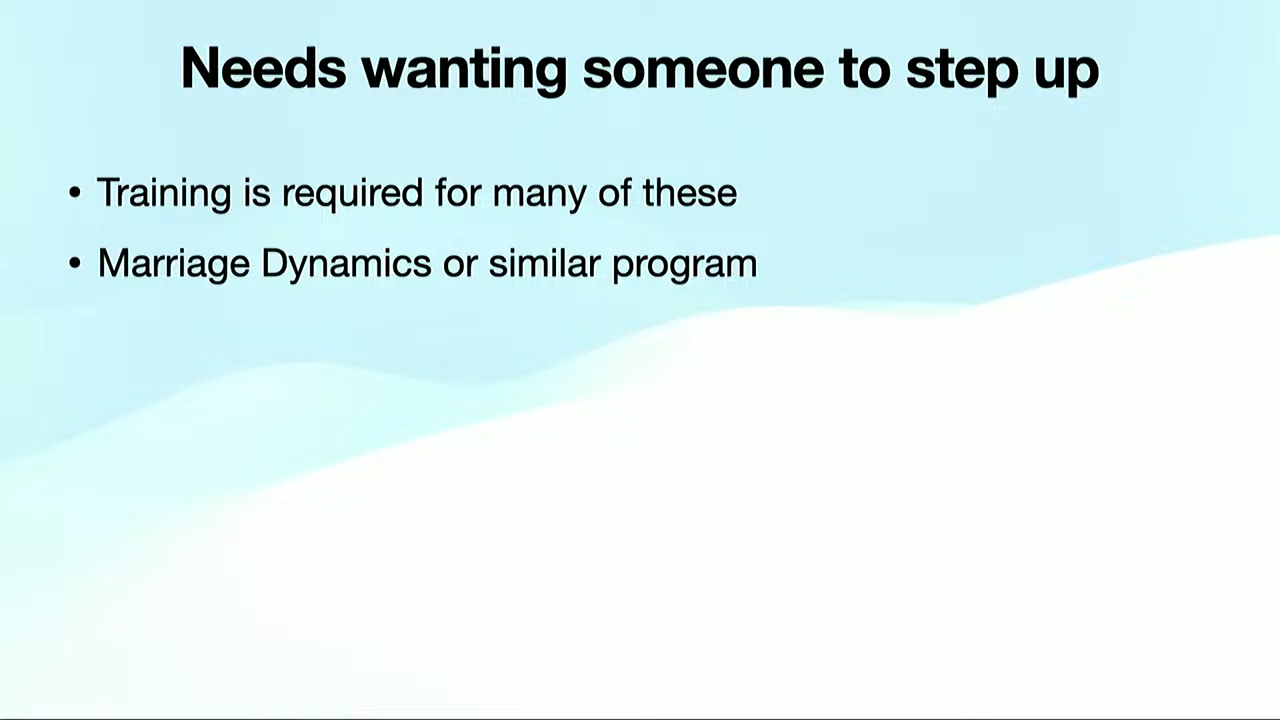 Needs wanting someone to step up
• Training is required for many of these
• Marriage Dynamics or similar program